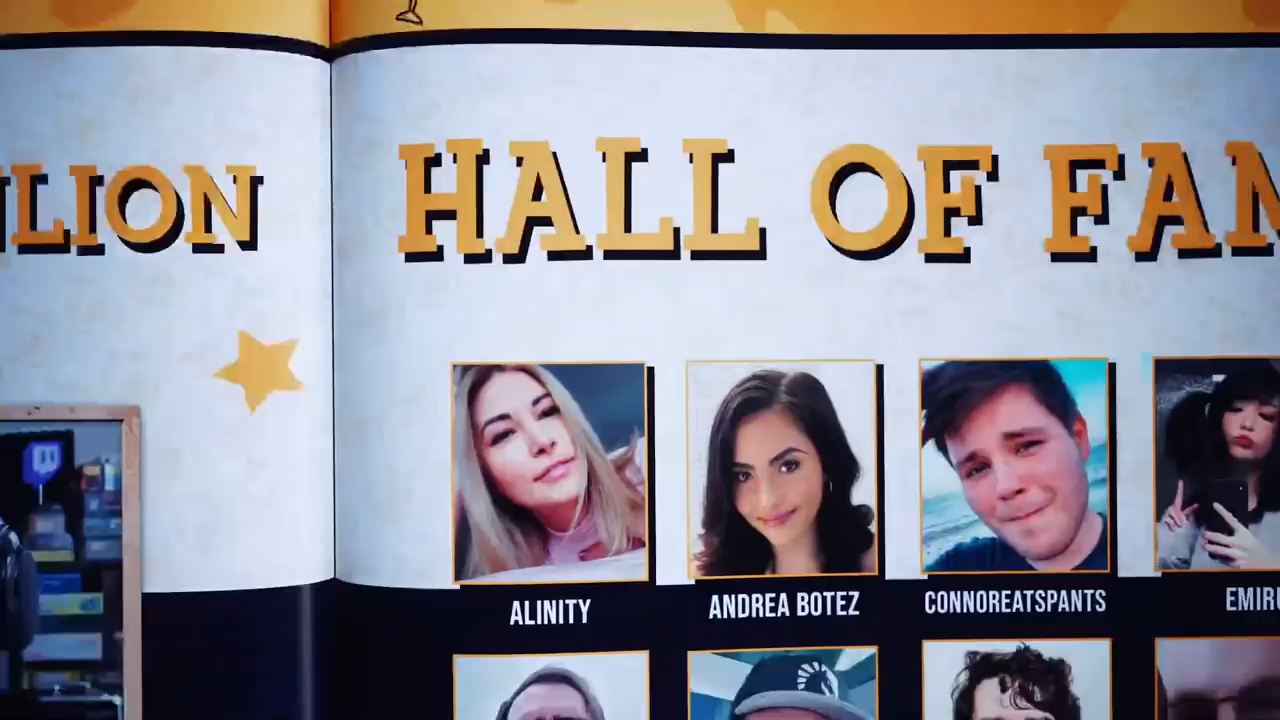 LION
HALL OF FAM
ALINITY
ANDREA BOTEZ
CONNOREATSPANTS
EMIRU